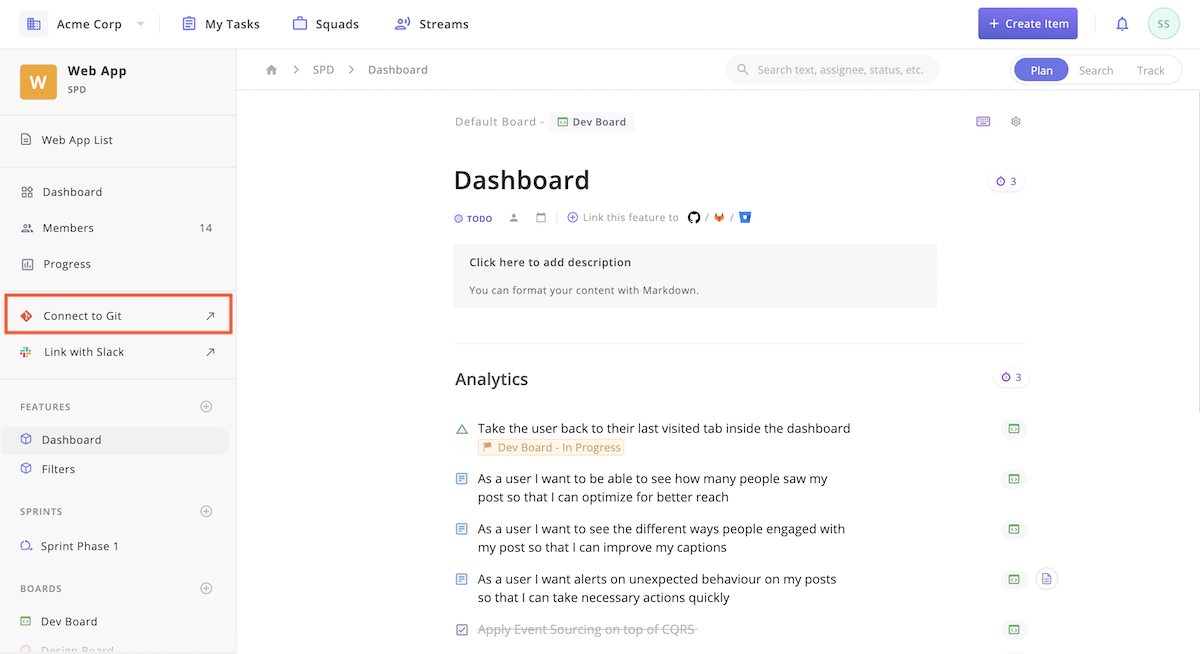 Acme Corp
My Tasks
Squads
Streams
+ Create Item
SS
W
Web App
SPD
SPD
Dashboard
Search text, assignee, status, etc.
Plan
Search
Track
Web App List
Dashboard
Members 14
Progress
Connect to Git
Link with Slack
FEATURES
Dashboard
Filters
SPRINTS
Sprint Phase 1
BOARDS
Dev Board
Design Board
Default Board - Dev Board
Dashboard
3
TODO
Link this feature to / /
Click here to add description
You can format your content with Markdown.
Analytics
3
Take the user back to their last visited tab inside the dashboard
Dev Board - In Progress
As a user I want to be able to see how many people saw my
post so that I can optimize for better reach
As a user I want to see the different ways people engaged with
my post so that I can improve my captions
As a user I want alerts on unexpected behaviour on my posts
so that I can take necessary actions quickly
Apply Event Sourcing on top of CQRS